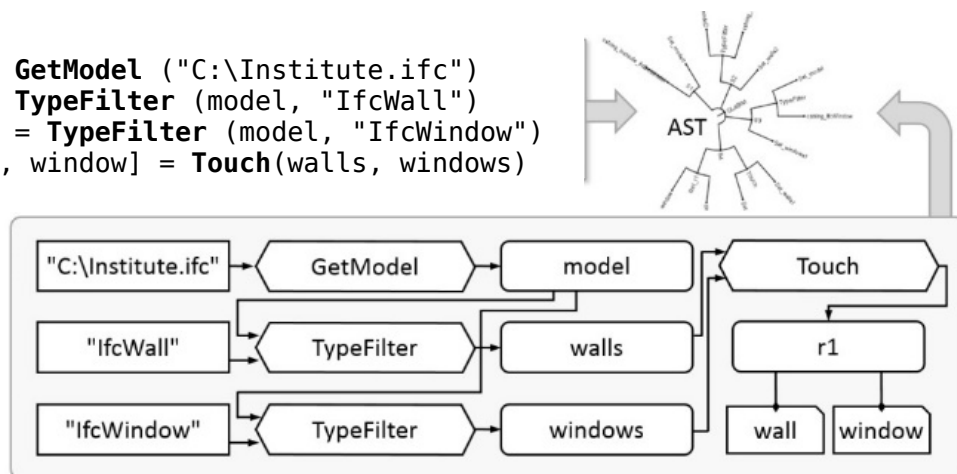 GetModel ("C:\Institute.ifc")
TypeFilter (model, "IfcWall")
= TypeFilter (model, "IfcWindow")
, window] = Touch(walls, windows)
AST
"C:\Institute.ifc" GetModel model Touch
"IfcWall" TypeFilter walls r1
"IfcWindow" TypeFilter windows wall window